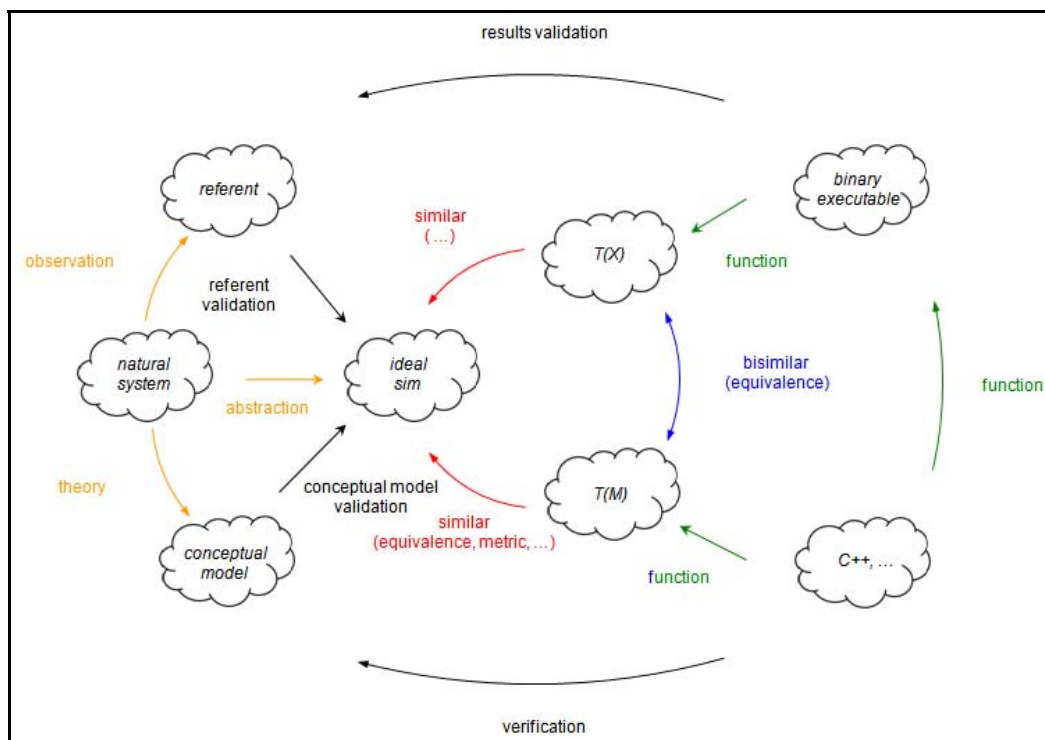 results validation
referent
binary
executable
similar
(…)
T(X)
observation
function
referent
validation
natural
system
ideal
sim
bisimilar
(equivalence)
function
abstraction
theory
conceptual model
validation
T(M)
similar
(equivalence, metric, …)
conceptual
model
function
C++, …
verification